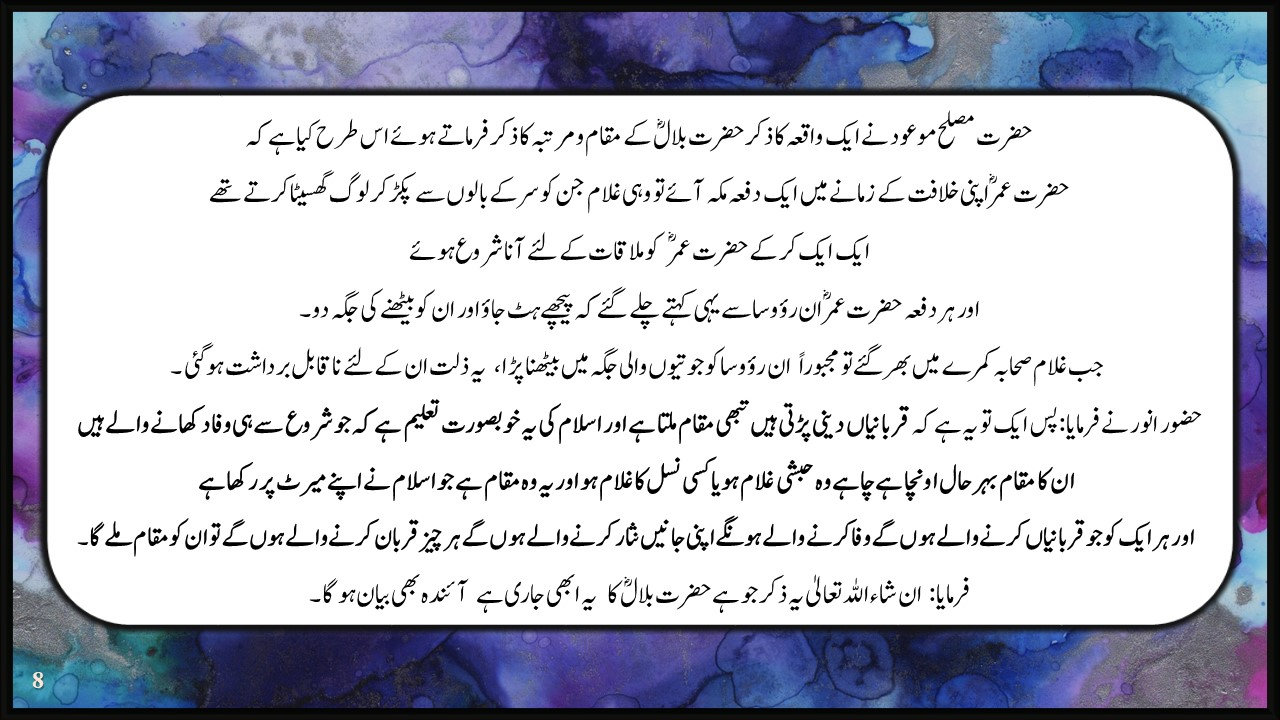 حضرت مصلح موعود نے ایک واقعہ کا ذکر حضرت بلالؓ کے مقام و مرتبہ کا ذکر فرماتے ہوئے اس طرح کیا ہے کہ
حضرت عمرؓ اپنی خلافت کے زمانے میں ایک دفعہ مکہ آئے تو وہی غلام جن کو سر کے بالوں سے پکڑ کر لوگ گھسیٹا کرتے تھے
ایک ایک کر کے حضرت عمرؓ کو ملاقات کے لئے آنا شروع ہوئے
اور ہر دفعہ حضرت عمرؓ ان رؤوسا سے یہی کہتے چلے گئے کہ پیچھے ہٹ جاؤ اور ان کو بیٹھنے کی جگہ دو۔
جب غلام صحابہ کمرے میں بھر گئے تو مجبوراً ان رؤوسا کو جوتیوں والی جگہ میں بیٹھنا پڑا، یہ ذلت ان کے لئے ناقابل برداشت ہو گئی۔
حضور انور نے فرمایا: پس ایک تو یہ ہے کہ قربانیاں دینی پڑتی ہیں تبھی مقام ملتا ہے اور اسلام کی یہ خوبصورت تعلیم ہے کہ جو شروع سے ہی وفا دکھانے والے ہیں
ان کا مقام بہرحال اونچا ہے چاہے وہ حبشی غلام ہو یا کسی نسل کا غلام ہو اور یہ وہ مقام ہے جو اسلام نے اپنے میرٹ پر رکھا ہے
اور ہر ایک کو جو قربانیاں کرنے والے ہوں گے وفا کرنے والے ہونگے اپنی جانیں نثار کرنے والے ہوں گے ہر چیز قربان کرنے والے ہوں گے تو ان کو مقام ملے گا۔
فرمایا: ان شاء اللہ تعالیٰ یہ ذکر جو ہے حضرت بلالؓ کا یہ ابھی جاری ہے آئندہ بھی بیان ہو گا۔
8